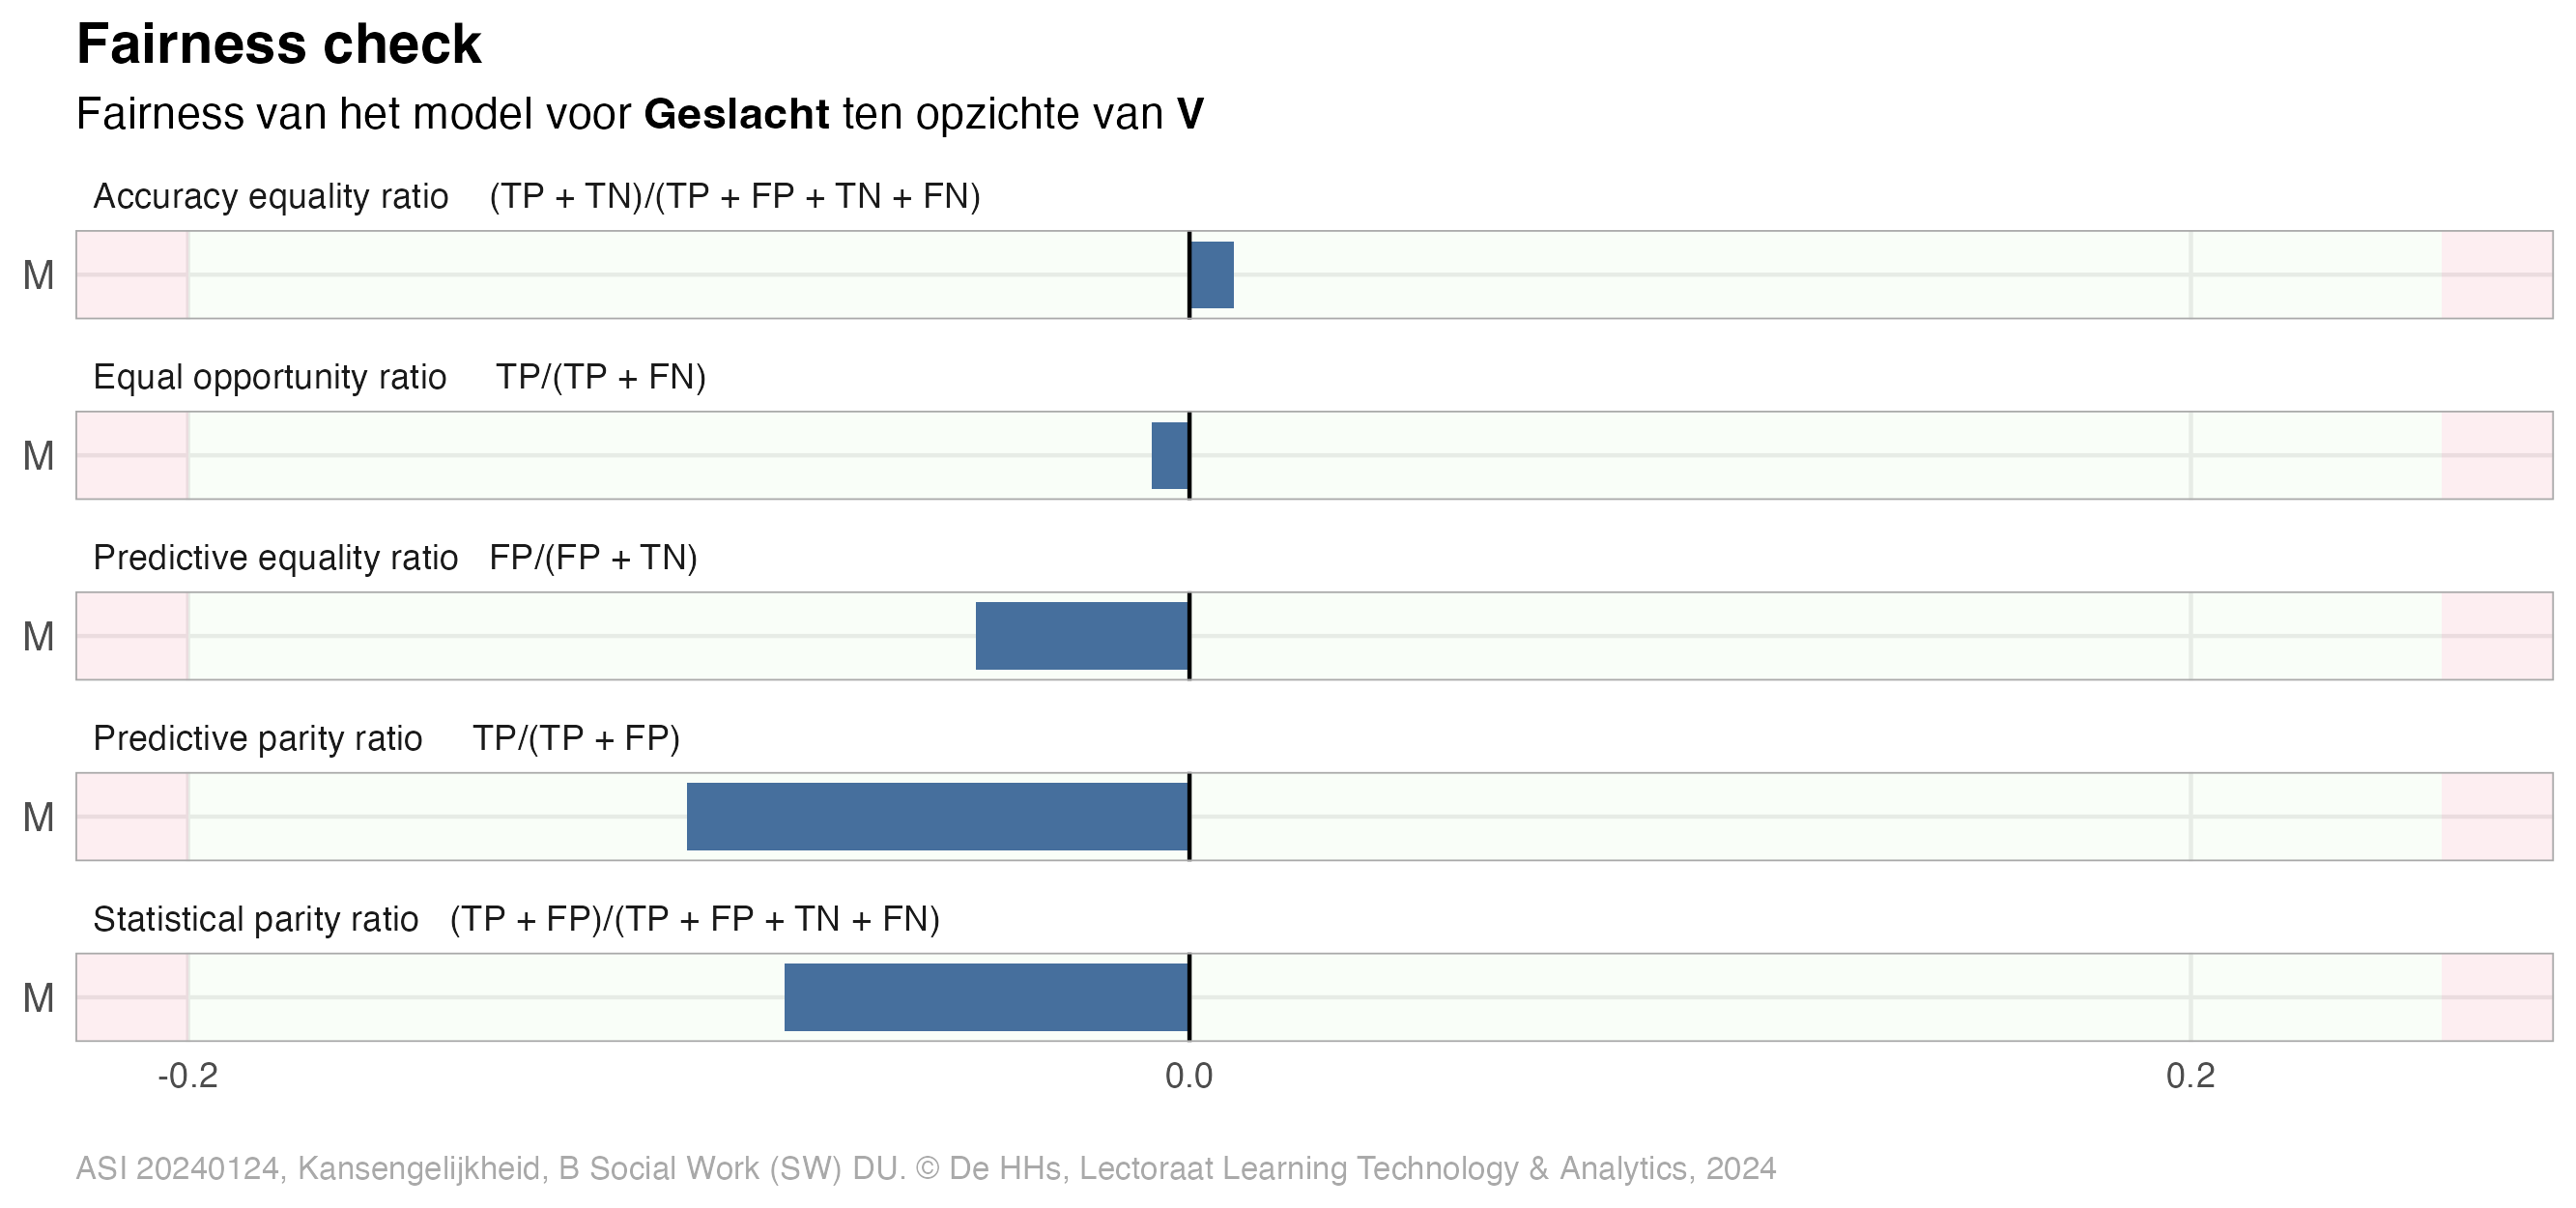 Fairness check
Fairness van het model voor Geslacht ten opzichte van V
Accuracy equality ratio (TP + TN)/(TP + FP + TN + FN)
M
Equal opportunity ratio TP/(TP + FN)
M
Predictive equality ratio FP/(FP + TN)
M
Predictive parity ratio TP/(TP + FP)
M
Statistical parity ratio (TP + FP)/(TP + FP + TN + FN)
M
-0.2 0.0 0.2
ASI 20240124, Kansengelijkheid, B Social Work (SW) DU. © De HHs, Lectoraat Learning Technology & Analytics, 2024